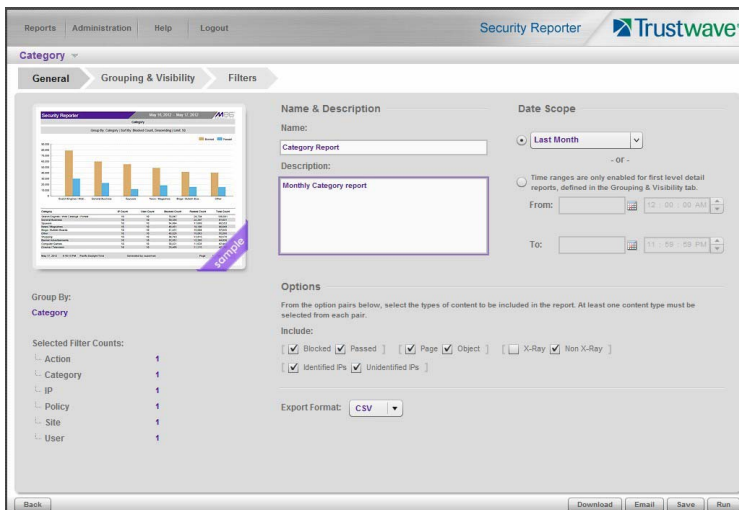 Reports Administration Help Logout
Security Reporter Trustwave
Category
General Grouping & Visibility Filters
Security Reporter
Category
sample
Group By:
Category
Selected Filter Counts:
Action 1
Category 1
IP 1
Policy 1
Site 1
User 1
Name & Description
Name:
Category Report
Description:
Monthly Category report
Date Scope
Last Month
- or -
Time ranges are only enabled for first level detail
reports, defined in the Grouping & Visibility tab.
From: 12 : 00 : 00 AM
To: 11 : 59 : 59 PM
Options
From the option pairs below, select the types of content to be included in the report. At least one content type must be
selected from each pair.
Include:
[ Blocked Passed ] [ Page Object ] [ X-Ray Non X-Ray ]
[ Identified IPs Unidentified IPs ]
Export Format: CSV
Back Download Email Save Run